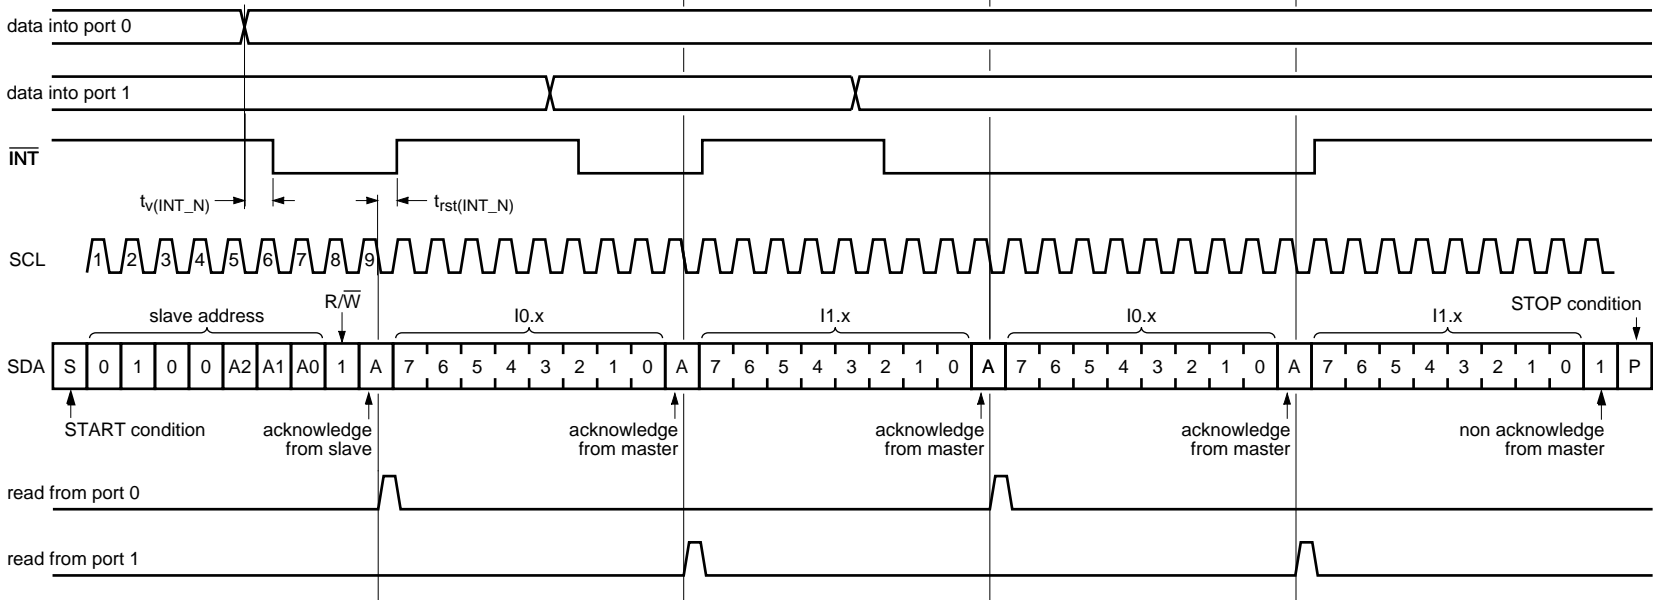 data into port 0
data into port 1
INT
tv(INT_N) trst(INT_N)
SCL 1 2 3 4 5 6 7 8 9
R/W STOP condition
slave address I0.x I1.x I0.x I1.x
SDA S 0 1 0 0 A2 A1 A0 1 A 7 6 5 4 3 2 1 0 A 7 6 5 4 3 2 1 0 A 7 6 5 4 3 2 1 0 A 7 6 5 4 3 2 1 0 1 P
START condition
acknowledge
from slave
acknowledge
from master
acknowledge
from master
acknowledge
from master
non acknowledge
from master
read from port 0
read from port 1